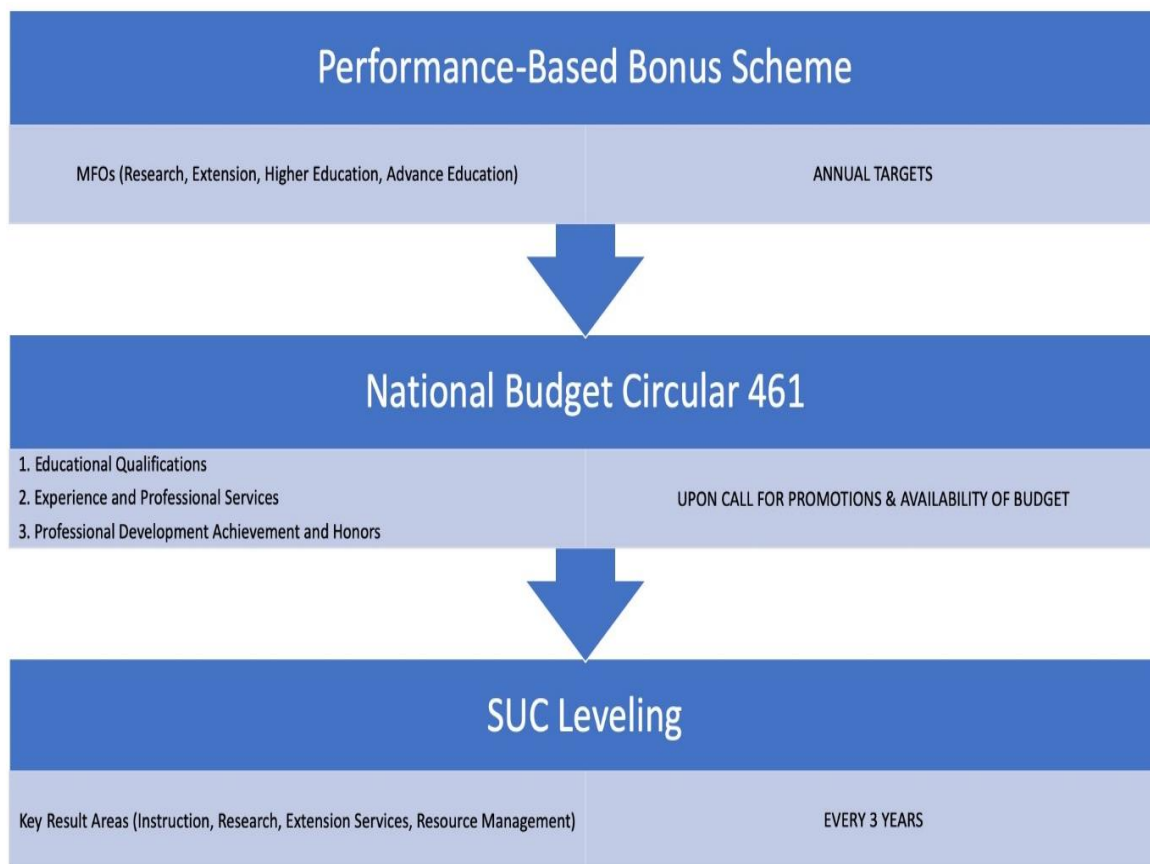 Performance-Based Bonus Scheme
MFOs (Research, Extension, Higher Education, Advance Education)
ANNUAL TARGETS
National Budget Circular 461
1. Educational Qualifications
2. Experience and Professional Services
3. Professional Development Achievement and Honors
UPON CALL FOR PROMOTIONS & AVAILABILITY OF BUDGET
SUC Leveling
Key Result Areas (Instruction, Research, Extension Services, Resource Management)
EVERY 3 YEARS